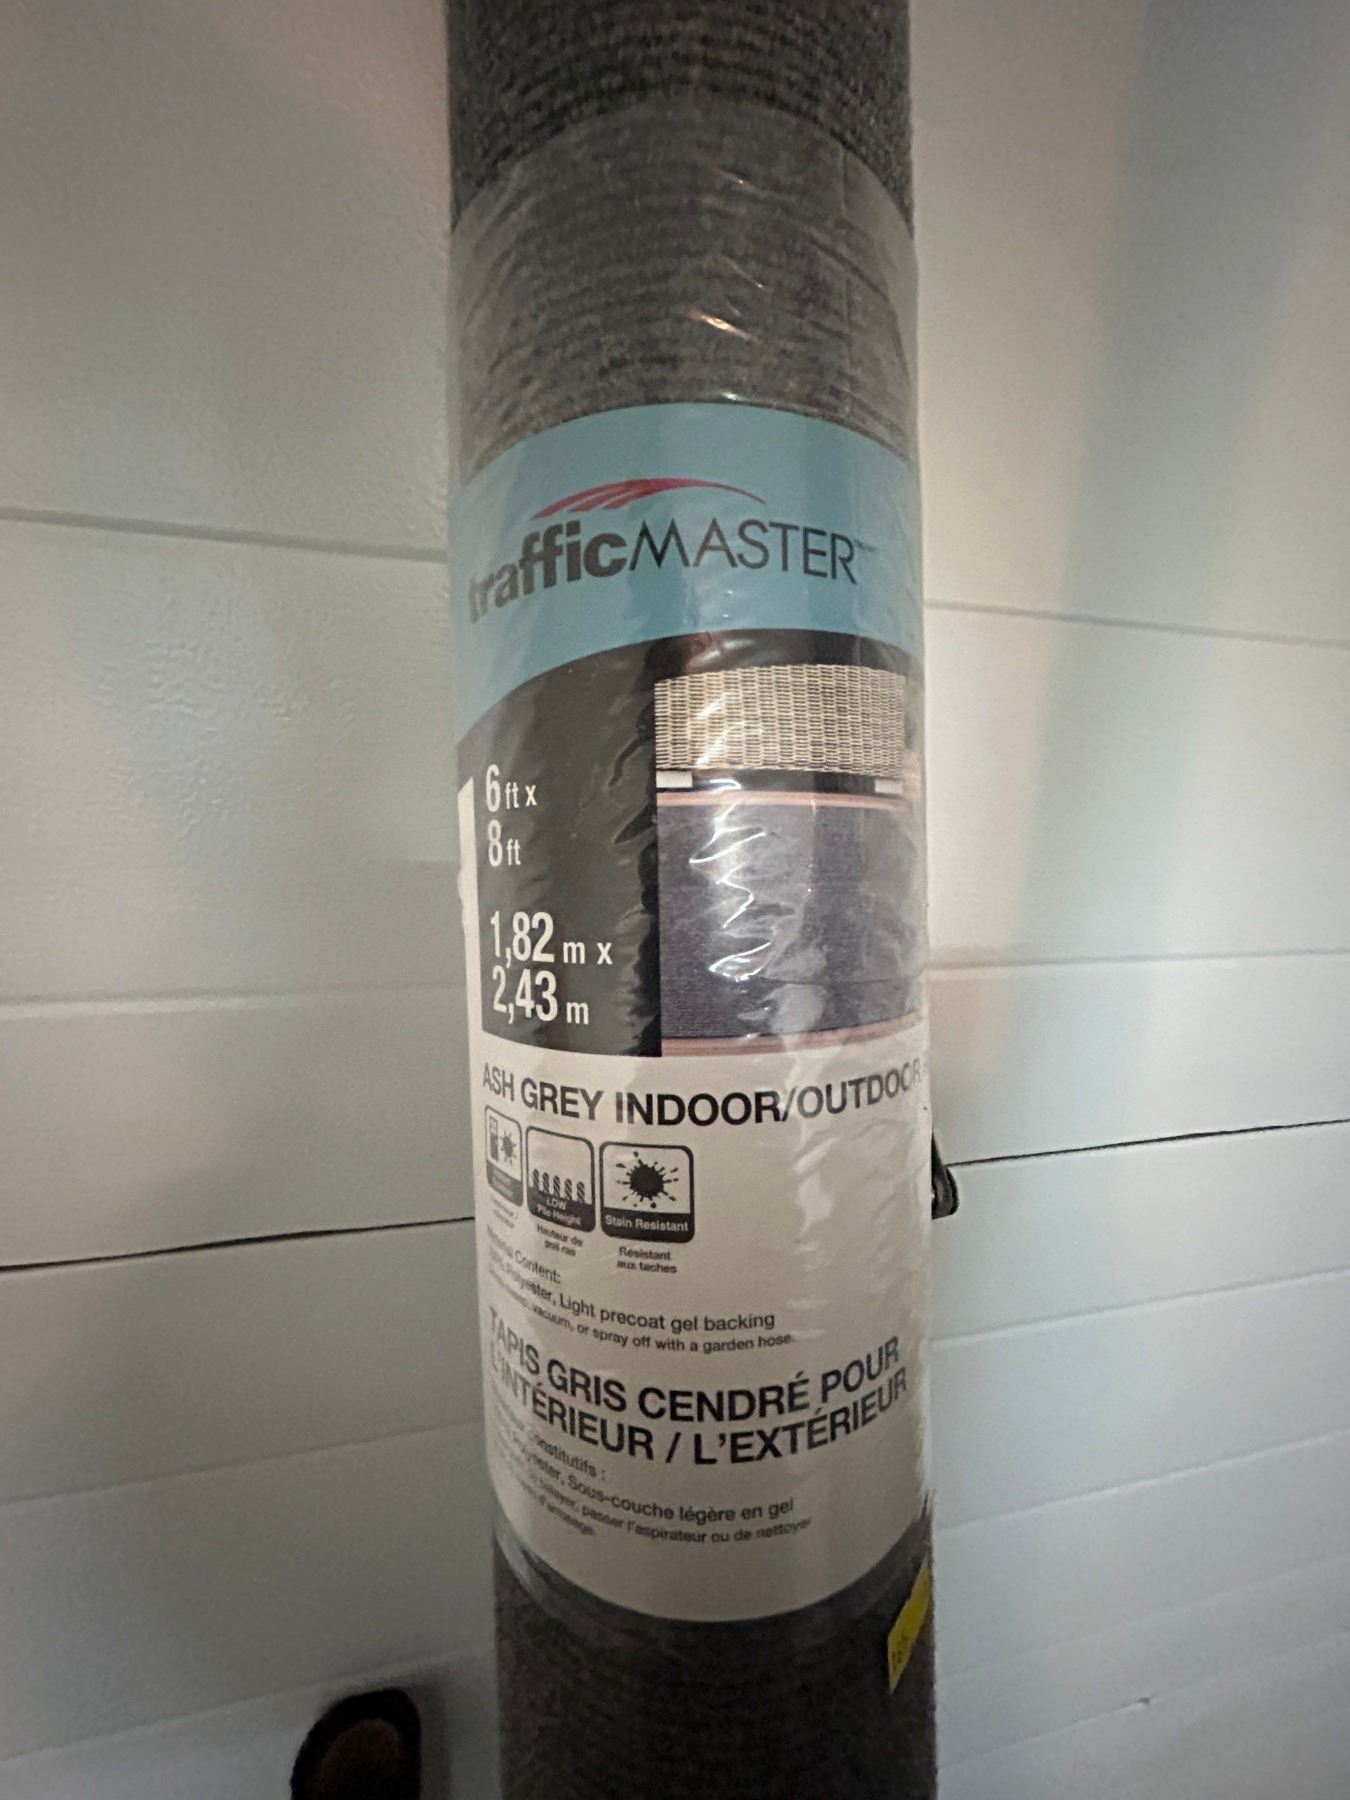 trafficMASTER
6 ft x
8 ft
1,82 m x
2,43 m
ASH GREY INDOOR/OUTDOOR
LOW
Pile Height
Stain Resistant
Hauteur de
poil ras
Résistant
aux taches
Content:
Polyester, Light precoat gel backing
vacuum, or spray off with a garden hose.
TAPIS GRIS CENDRÉ POUR
L'INTÉRIEUR / L'EXTÉRIEUR
constitutifs :
Sous-couche légère en gel
passer l'aspirateur ou de nettoyer
d'arrosage.